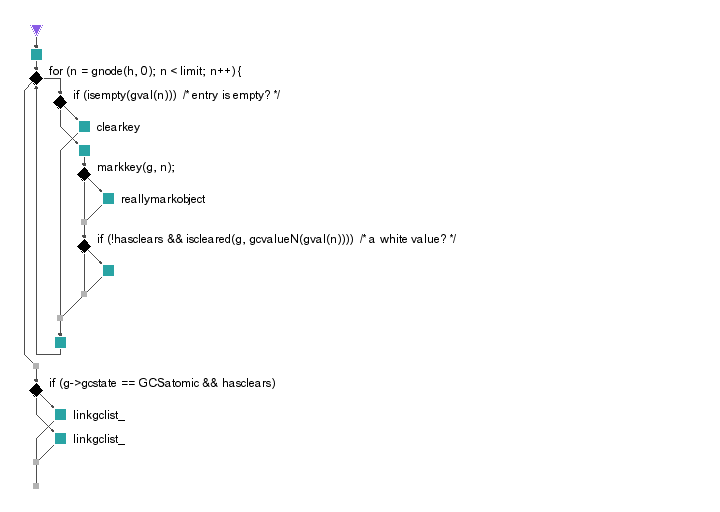 for (n = gnode(h, 0); n < limit; n++) {
if (isempty(gval(n)))  /* entry is empty? */
clearkey
markkey(g, n);
reallymarkobject
if (!hasclears && iscleared(g, gcvalueN(gval(n))))  /* a white value? */
if (g->gcstate == GCSatomic && hasclears)
linkgclist_
linkgclist_